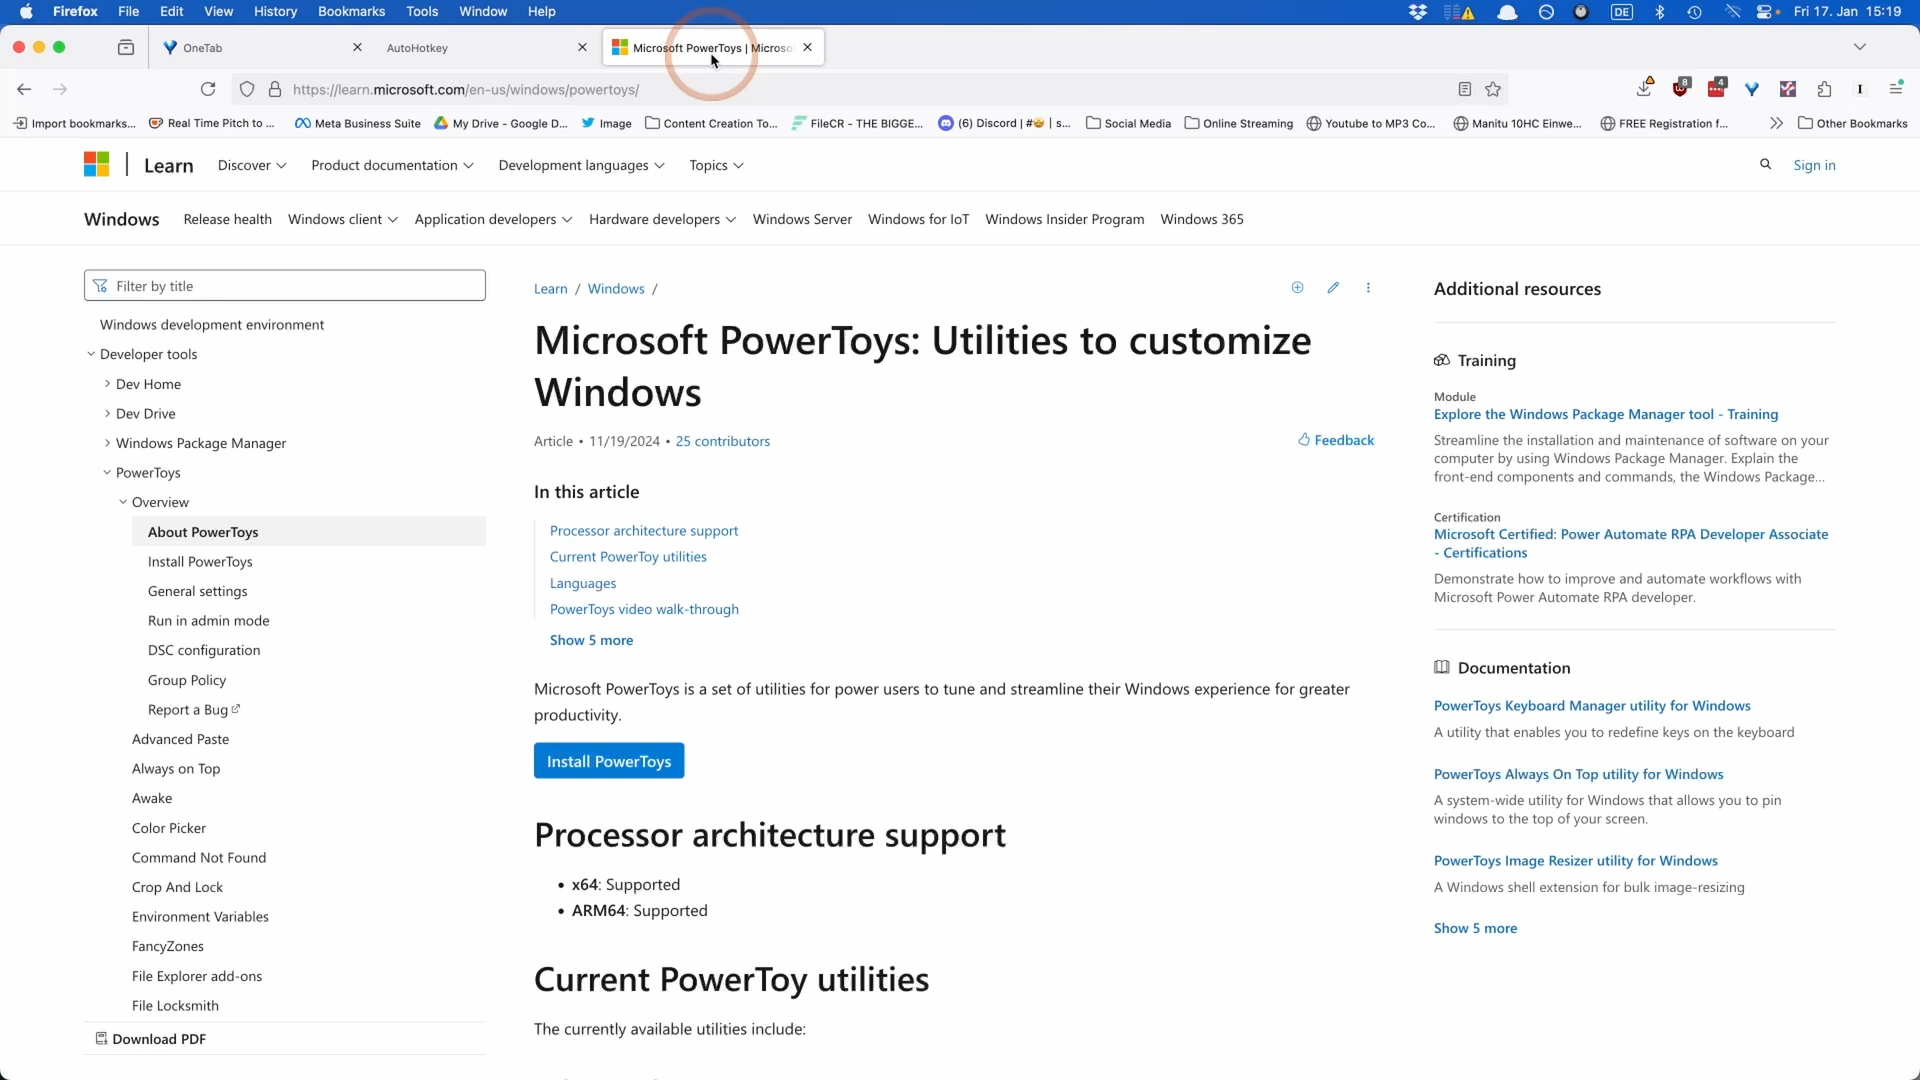 Firefox File Edit View History Bookmarks Tools Window Help DE Fri 17. Jan 15:19
OneTab AutoHotkey Microsoft PowerToys | Microso
https://learn.microsoft.com/en-us/windows/powertoys/ 8 4
Import bookmarks... Real Time Pitch to ... Meta Business Suite My Drive - Google D... Image Content Creation To... FileCR - THE BIGGE... (6) Discord | #😀 | s... Social Media Online Streaming Youtube to MP3 Co... Manitu 10HC Einwe... FREE Registration f... Other Bookmarks
Learn Discover Product documentation Development languages Topics Sign in
Windows Release health Windows client Application developers Hardware developers Windows Server Windows for IoT Windows Insider Program Windows 365
Filter by title
Windows development environment
Developer tools
Dev Home
Dev Drive
Windows Package Manager
PowerToys
Overview
About PowerToys
Install PowerToys
General settings
Run in admin mode
DSC configuration
Group Policy
Report a Bug
Advanced Paste
Always on Top
Awake
Color Picker
Command Not Found
Crop And Lock
Environment Variables
FancyZones
File Explorer add-ons
File Locksmith
Download PDF
Learn / Windows /
Microsoft PowerToys: Utilities to customize
Windows
Article • 11/19/2024 • 25 contributors
Feedback
In this article
Processor architecture support
Current PowerToy utilities
Languages
PowerToys video walk-through
Show 5 more
Microsoft PowerToys is a set of utilities for power users to tune and streamline their Windows experience for greater
productivity.
Install PowerToys
Processor architecture support
• x64: Supported
• ARM64: Supported
Current PowerToy utilities
The currently available utilities include:
Additional resources
Training
Module
Explore the Windows Package Manager tool - Training
Streamline the installation and maintenance of software on your
computer by using Windows Package Manager. Explain the
front-end components and commands, the Windows Package...
Certification
Microsoft Certified: Power Automate RPA Developer Associate
- Certifications
Demonstrate how to improve and automate workflows with
Microsoft Power Automate RPA developer.
Documentation
PowerToys Keyboard Manager utility for Windows
A utility that enables you to redefine keys on the keyboard
PowerToys Always On Top utility for Windows
A system-wide utility for Windows that allows you to pin
windows to the top of your screen.
PowerToys Image Resizer utility for Windows
A Windows shell extension for bulk image-resizing
Show 5 more